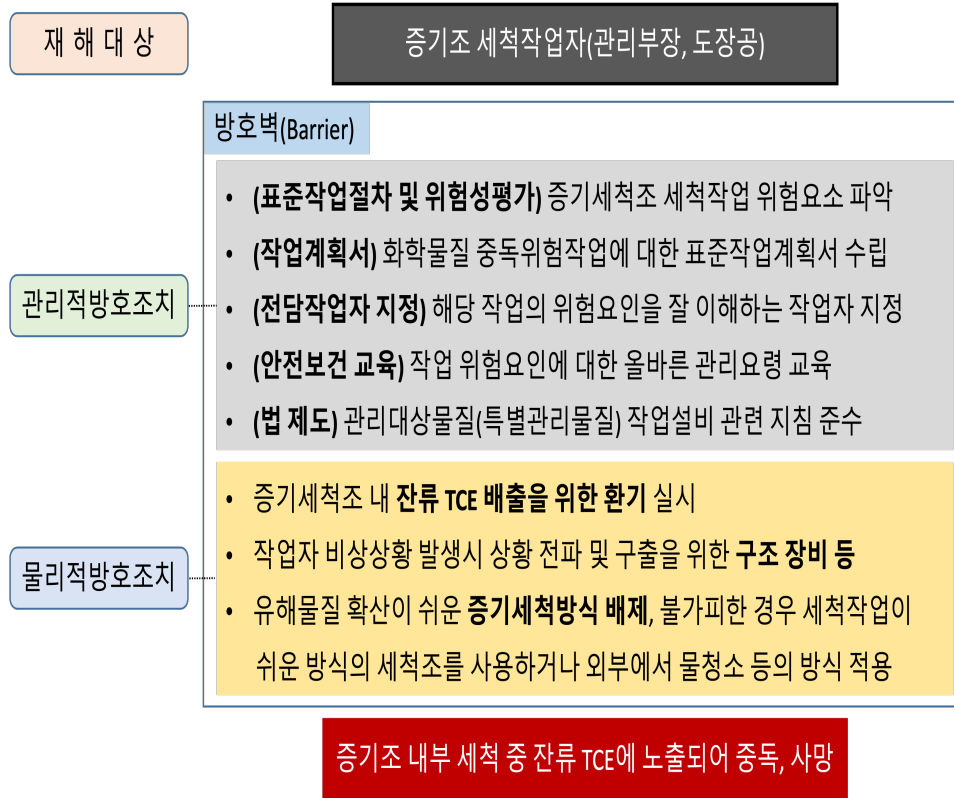 재 해 대 상
증기조 세척작업자(관리부장, 도장공)
방호벽(Barrier)
관리적방호조치
• (표준작업절차 및 위험성평가) 증기세척조 세척작업 위험요소 파악
• (작업계획서) 화학물질 중독위험작업에 대한 표준작업계획서 수립
• (전담작업자 지정) 해당 작업의 위험요인을 잘 이해하는 작업자 지정
• (안전보건 교육) 작업 위험요인에 대한 올바른 관리요령 교육
• (법 제도) 관리대상물질(특별관리물질) 작업설비 관련 지침 준수
물리적방호조치
• 증기세척조 내 잔류 TCE 배출을 위한 환기 실시
• 작업자 비상상황 발생시 상황 전파 및 구출을 위한 구조 장비 등
• 유해물질 확산이 쉬운 증기세척방식 배제, 불가피한 경우 세척작업이
쉬운 방식의 세척조를 사용하거나 외부에서 물청소 등의 방식 적용
증기조 내부 세척 중 잔류 TCE에 노출되어 중독, 사망